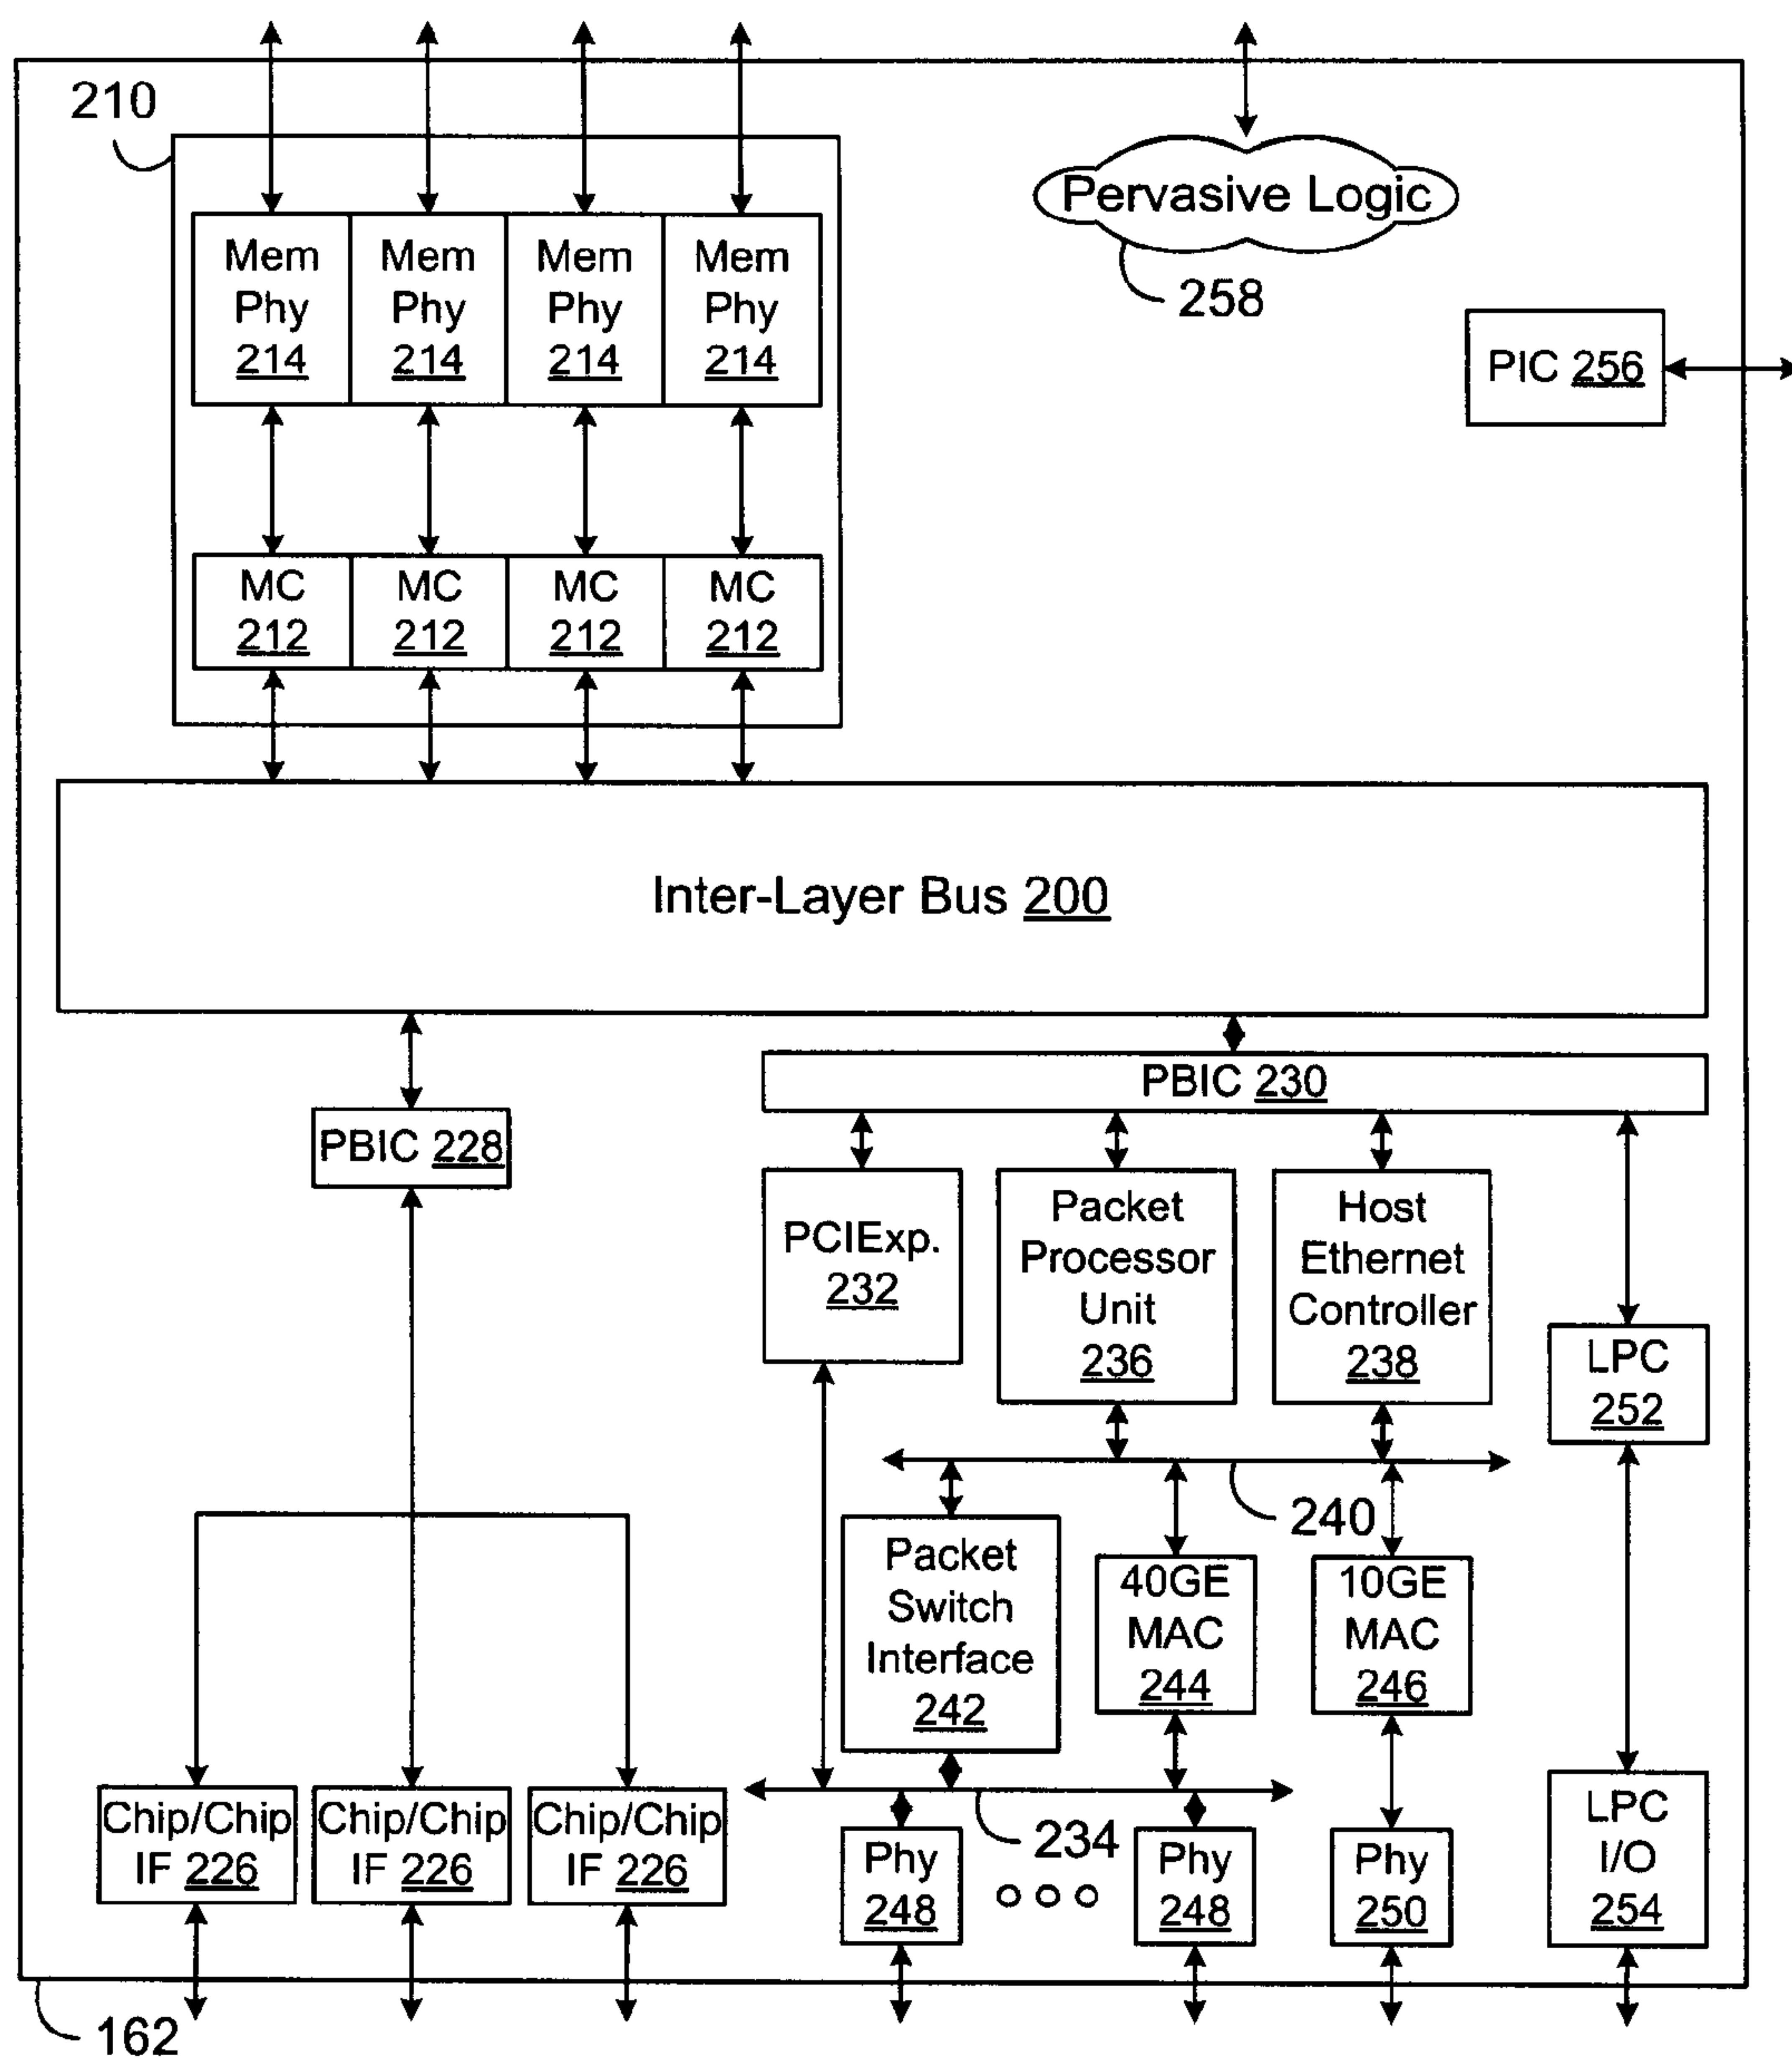 210
Mem Phy 214
Mem Phy 214
Mem Phy 214
Mem Phy 214
Pervasive Logic
258
PIC 256
MC 212
MC 212
MC 212
MC 212
Inter-Layer Bus 200
PBIC 230
PBIC 228
PCIExp. 232
Packet Processor Unit 236
Host Ethernet Controller 238
LPC 252
240
Packet Switch Interface 242
40GE MAC 244
10GE MAC 246
Chip/Chip IF 226
Chip/Chip IF 226
Chip/Chip IF 226
234
Phy 248
Phy 248
Phy 250
LPC I/O 254
162